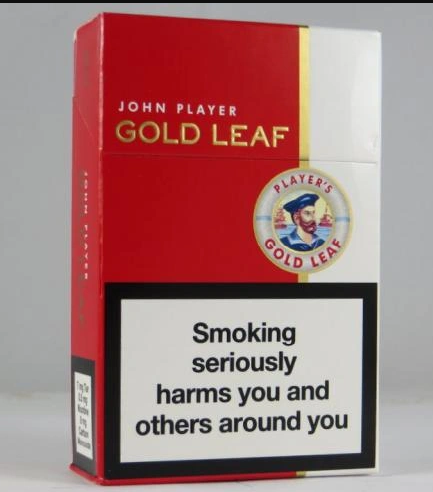 JOHN PLAYER
GOLD LEAF
PLAYER'S
GOLD LEAF
Smoking
seriously
harms you and
others around you
JOHN PLAYER